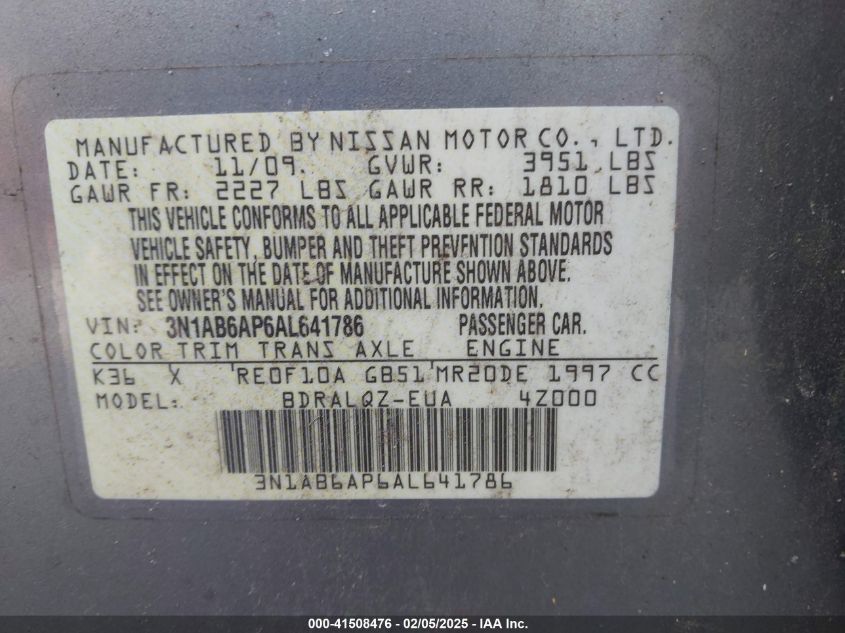 MANUFACTURED BY NISSAN MOTOR CO., LTD.
DATE: 11/09. GVWR: 3951 LBS
GAWR FR: 2227 LBS GAWR RR: 1810 LBS
THIS VEHICLE CONFORMS TO ALL APPLICABLE FEDERAL MOTOR
VEHICLE SAFETY, BUMPER AND THEFT PREVENTION STANDARDS
IN EFFECT ON THE DATE OF MANUFACTURE SHOWN ABOVE.
SEE OWNER'S MANUAL FOR ADDITIONAL INFORMATION.
VIN: 3N1AB6AP6AL641786 PASSENGER CAR.
COLOR TRIM TRANS AXLE ENGINE
K36 X RE0F10A GB51 MR20DE 1997 CC
MODEL: BDRALQZ-EUA 4Z000
3N1AB6AP6AL641786
000-41508476 - 02/05/2025 - IAA Inc.